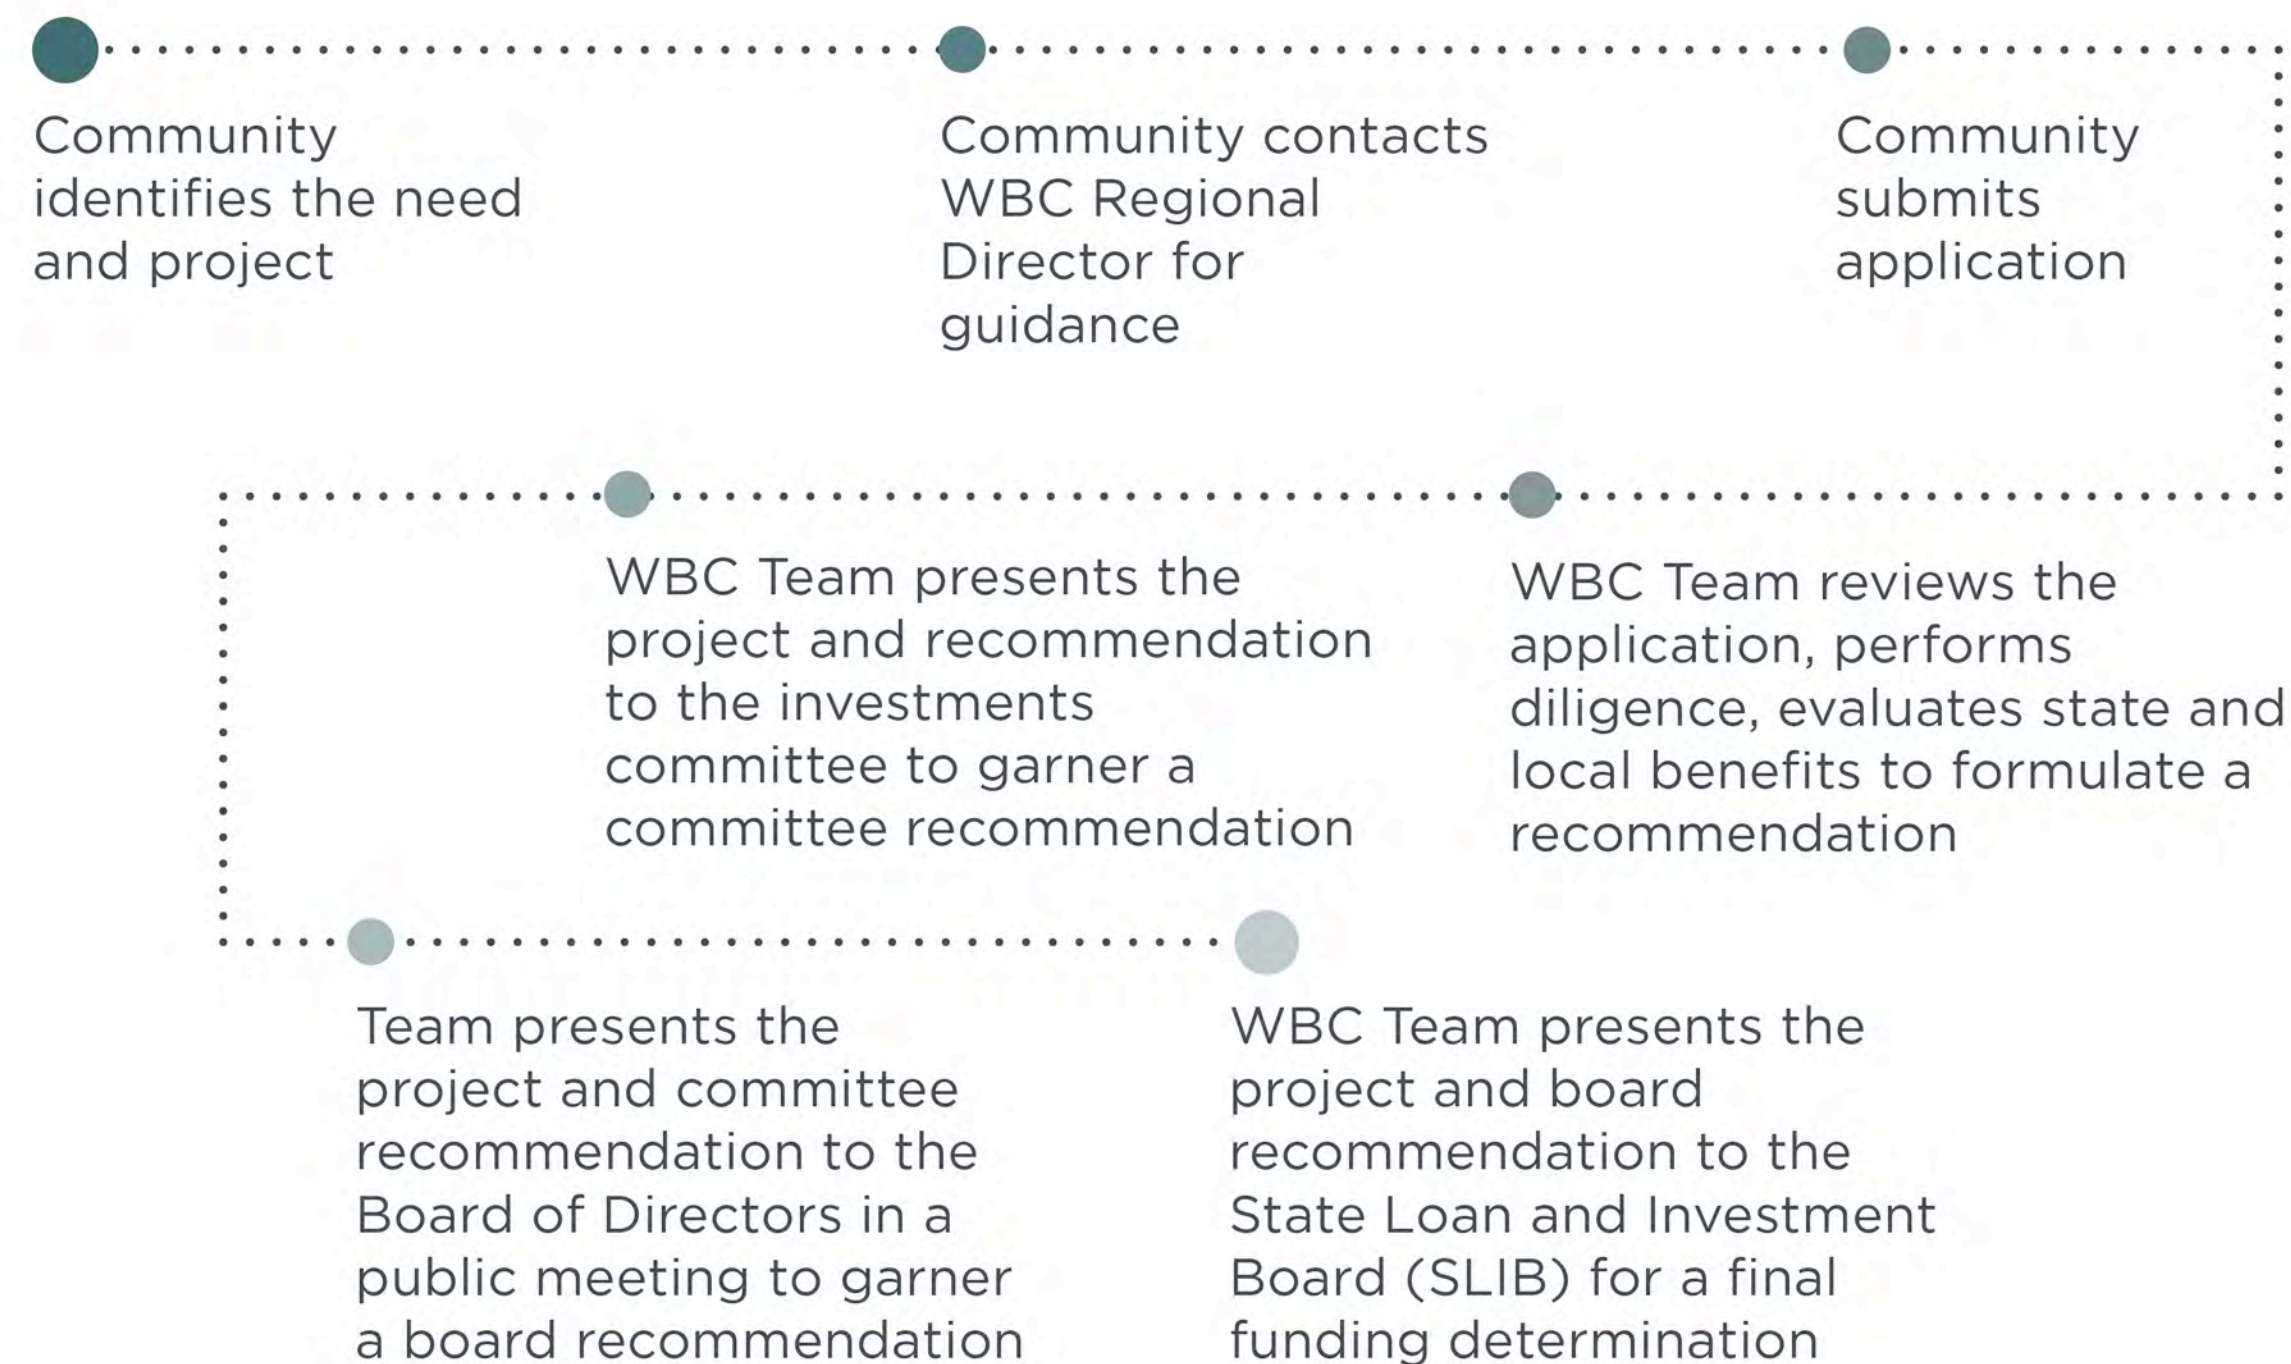 Community
identifies the need
and project
Community contacts
WBC Regional
Director for
guidance
Community
submits
application
WBC Team reviews the
application, performs
diligence, evaluates state and
local benefits to formulate a
recommendation
WBC Team presents the
project and recommendation
to the investments
committee to garner a
committee recommendation
Team presents the
project and committee
recommendation to the
Board of Directors in a
public meeting to garner
a board recommendation
WBC Team presents the
project and board
recommendation to the
State Loan and Investment
Board (SLIB) for a final
funding determination